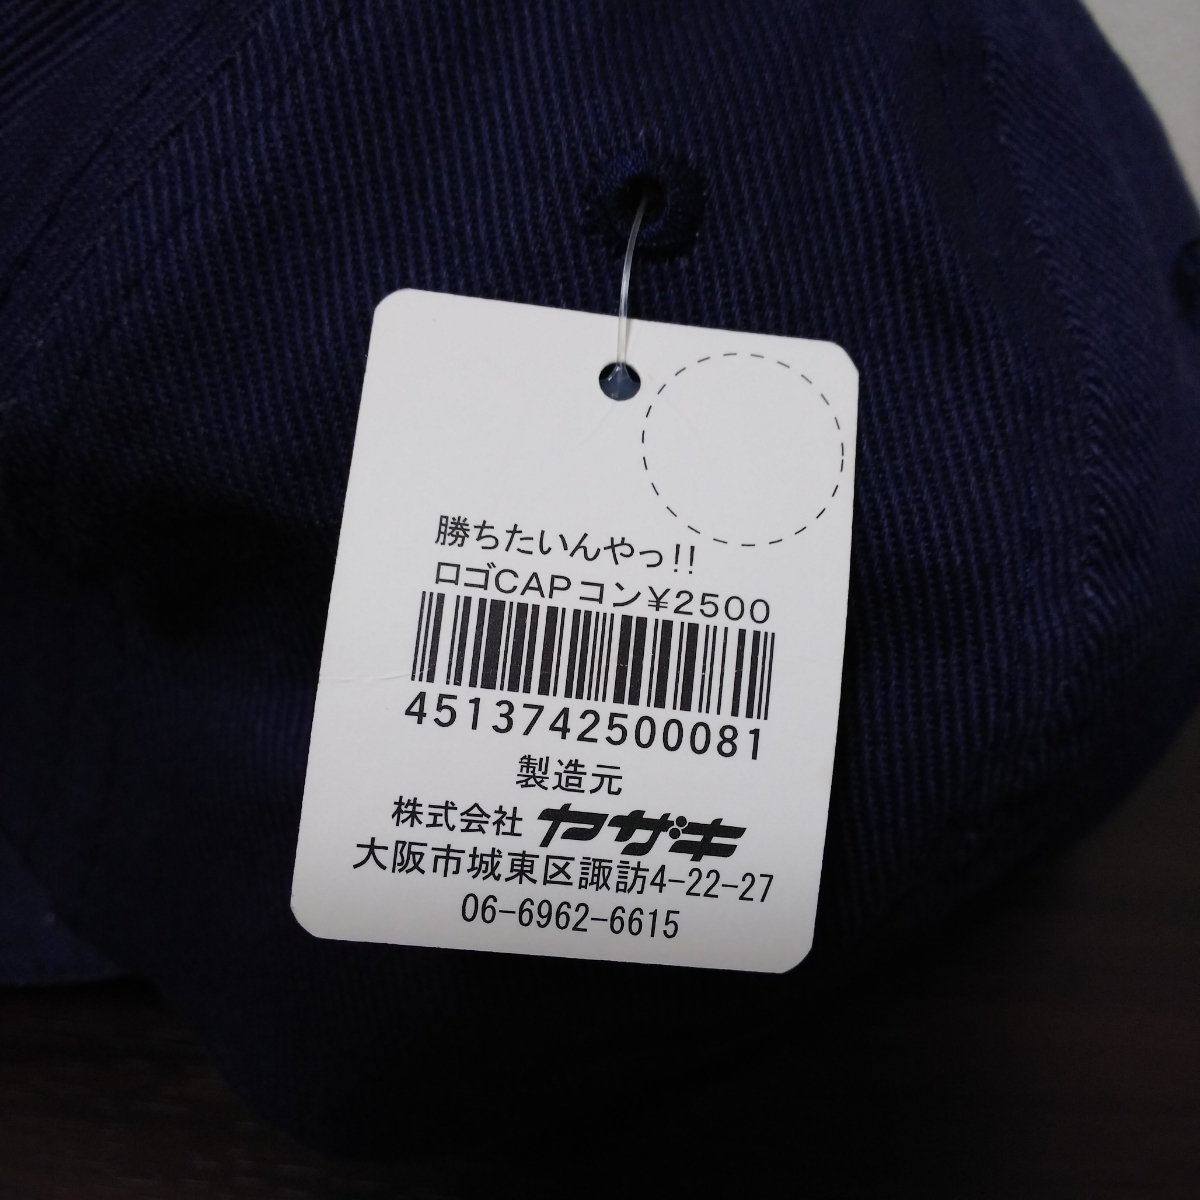 勝ちたいんやっ!!
ロゴCAPコン¥2500
4513742500081
製造元
株式会社 ヤザキ
大阪市城東区諏訪4-22-27
06-6962-6615